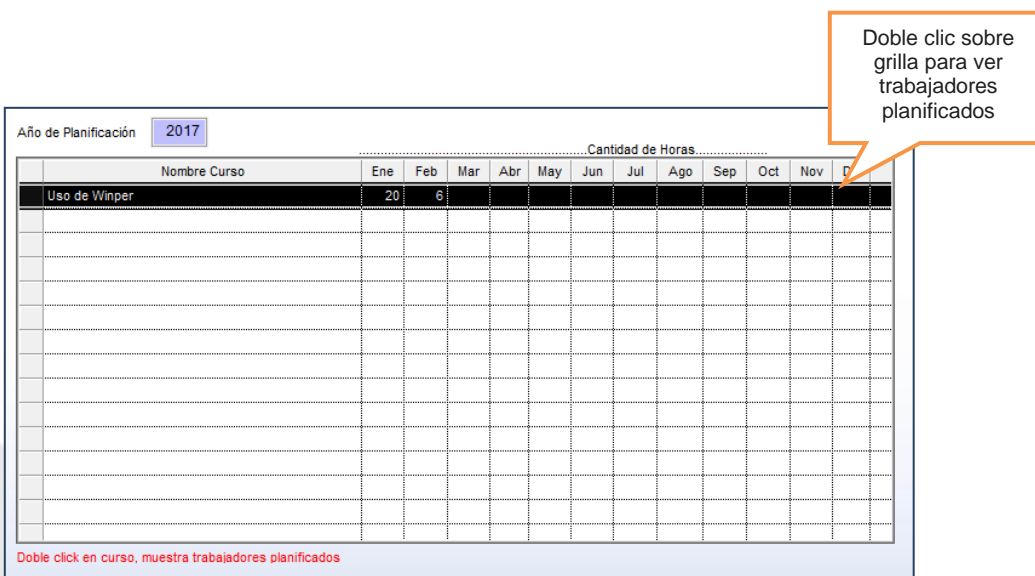 Doble clic sobre
grilla para ver
trabajadores
planificados
Año de Planificación 2017
Cantidad de Horas
Nombre Curso Ene Feb Mar Abr May Jun Jul Ago Sep Oct Nov D
Uso de Winper 20 6
Doble click en curso, muestra trabajadores planificados